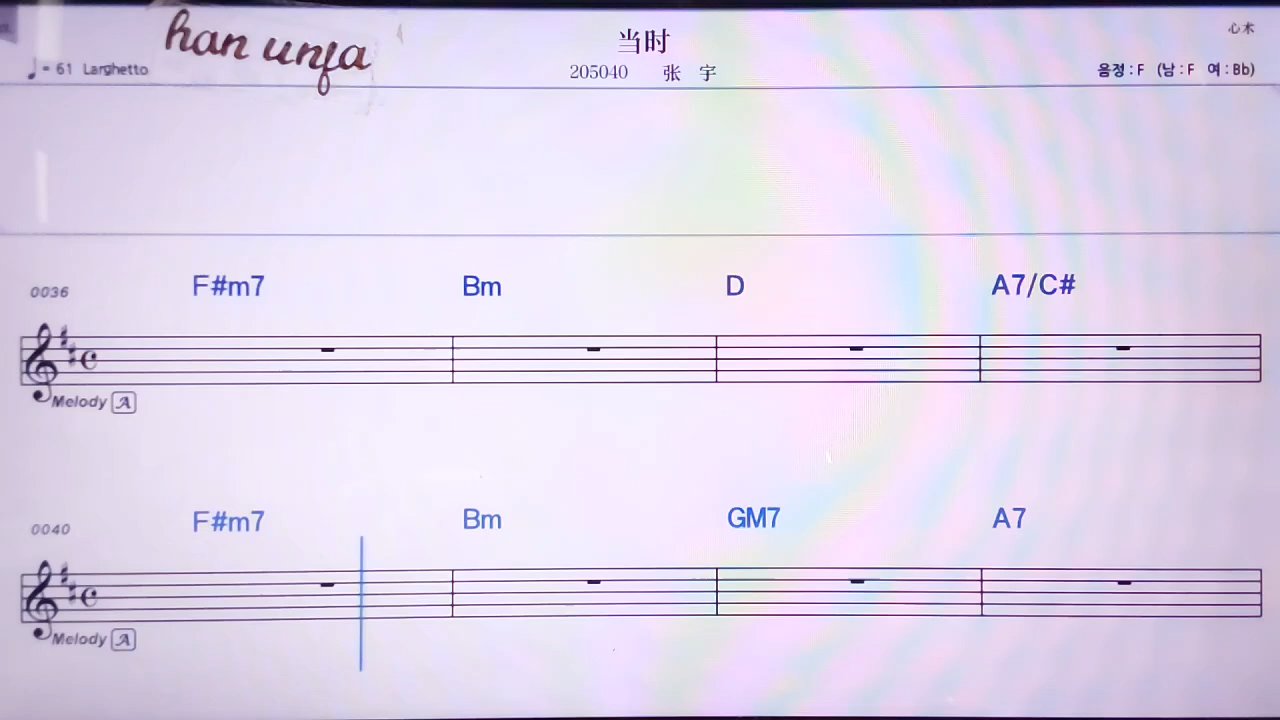 han unfa
当时
心木
♩= 61 Larghetto
205040 张 宇
음정 : F (남 : F 여 : Bb)
0036 F#m7 Bm D A7/C#
Melody A
0040 F#m7 Bm GM7 A7
Melody A